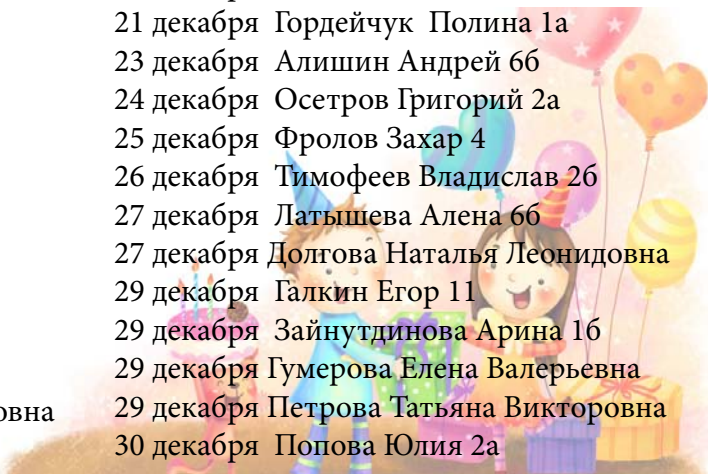 21 декабря Гордейчук Полина 1а
23 декабря Алишин Андрей 6б
24 декабря Осетров Григорий 2а
25 декабря Фролов Захар 4
26 декабря Тимофеев Владислав 2б
27 декабря Латышева Алена 6б
27 декабря Долгова Наталья Леонидовна
29 декабря Галкин Егор 11
29 декабря Зайнутдинова Арина 1б
29 декабря Гумерова Елена Валерьевна
овна 29 декабря Петрова Татьяна Викторовна
30 декабря Попова Юлия 2а